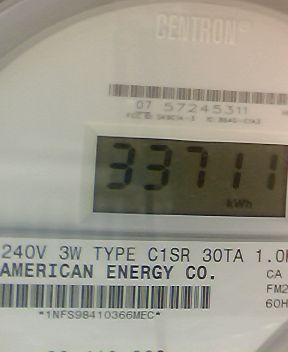 CENTRON®
07 57245311
33711
kWh
240V 3W TYPE C1SR 30TA 1.0
AMERICAN ENERGY CO.
CA
FM2
60H
*1NFS98410366MEC*